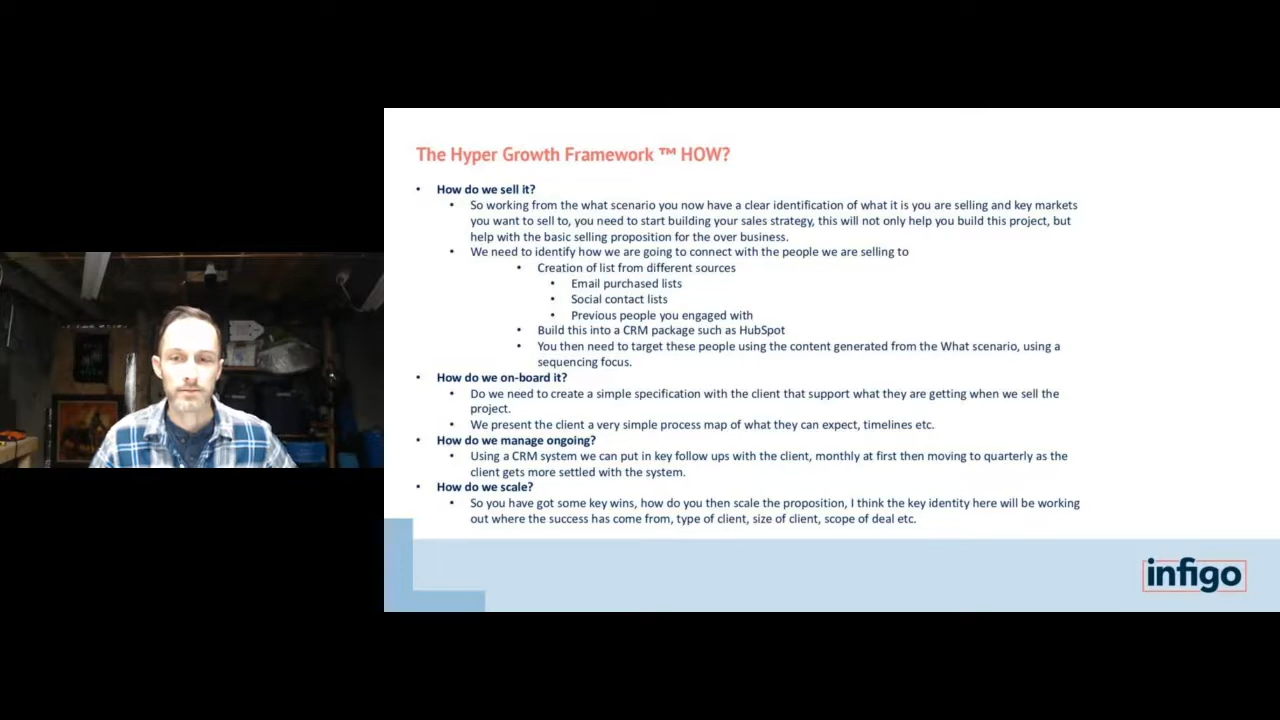 The Hyper Growth Framework ™ HOW?
• How do we sell it?
• So working from the what scenario you now have a clear identification of what it is you are selling and key markets
you want to sell to, you need to start building your sales strategy, this will not only help you build this project, but
help with the basic selling proposition for the over business.
• We need to identify how we are going to connect with the people we are selling to
• Creation of list from different sources
• Email purchased lists
• Social contact lists
• Previous people you engaged with
• Build this into a CRM package such as HubSpot
• You then need to target these people using the content generated from the What scenario, using a
sequencing focus.
• How do we on-board it?
• Do we need to create a simple specification with the client that support what they are getting when we sell the
project.
• We present the client a very simple process map of what they can expect, timelines etc.
• How do we manage ongoing?
• Using a CRM system we can put in key follow ups with the client, monthly at first then moving to quarterly as the
client gets more settled with the system.
• How do we scale?
• So you have got some key wins, how do you then scale the proposition, I think the key identity here will be working
out where the success has come from, type of client, size of client, scope of deal etc.
infigo